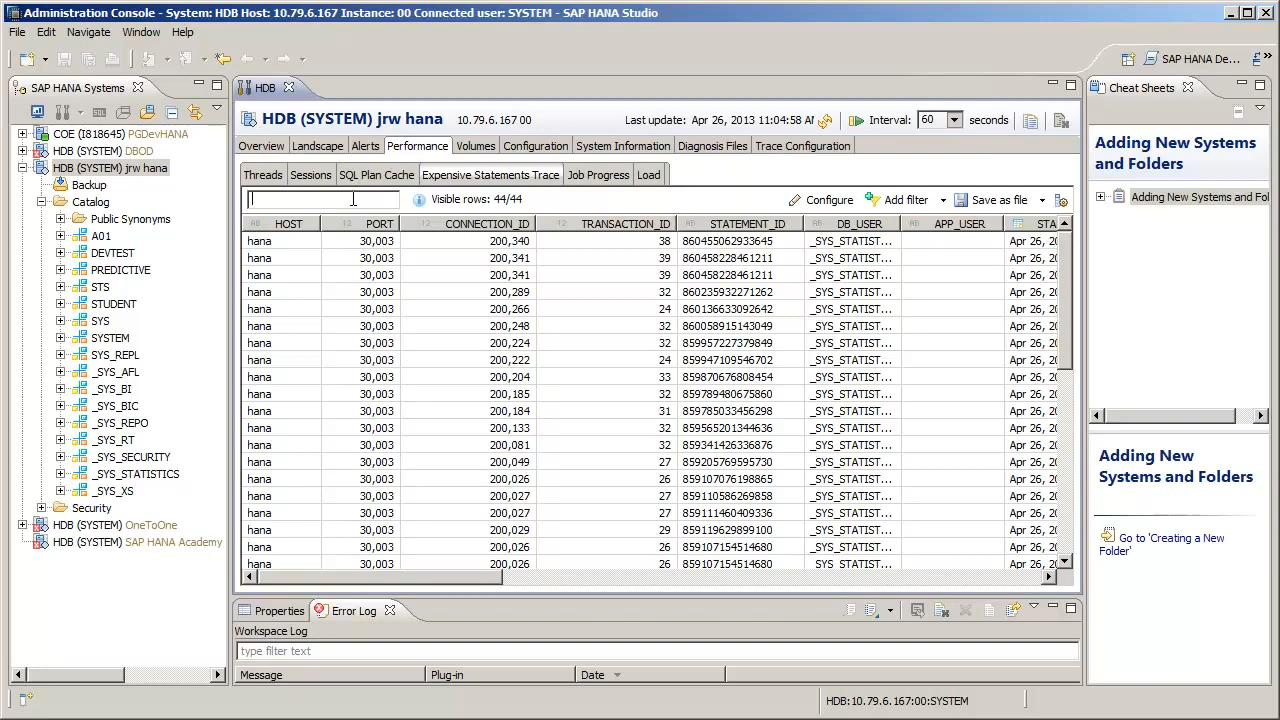 Administration Console - System: HDB Host: 10.79.6.167 Instance: 00 Connected user: SYSTEM - SAP HANA Studio
File Edit Navigate Window Help
SAP HANA De...
SAP HANA Systems
COE (I818645) PGDevHANA
HDB (SYSTEM) DBOD
HDB (SYSTEM) jrw hana
Backup
Catalog
Public Synonyms
A01
DEVTEST
PREDICTIVE
STS
STUDENT
SYS
SYSTEM
SYS_REPL
_SYS_AFL
_SYS_BI
_SYS_BIC
_SYS_REPO
_SYS_RT
_SYS_SECURITY
_SYS_STATISTICS
_SYS_XS
Security
HDB (SYSTEM) OneToOne
HDB (SYSTEM) SAP HANA Academy
HDB
HDB (SYSTEM) jrw hana 10.79.6.167 00 Last update: Apr 26, 2013 11:04:58 AM Interval: 60 seconds
Overview Landscape Alerts Performance Volumes Configuration System Information Diagnosis Files Trace Configuration
Threads Sessions SQL Plan Cache Expensive Statements Trace Job Progress Load
Visible rows: 44/44 Configure Add filter Save as file
HOST PORT CONNECTION_ID TRANSACTION_ID STATEMENT_ID DB_USER APP_USER STA
hana 30,003 200,340 38 860455062933645 _SYS_STATIST... Apr 26, 20
hana 30,003 200,341 39 860458228461211 _SYS_STATIST... Apr 26, 20
hana 30,003 200,341 39 860458228461211 _SYS_STATIST... Apr 26, 20
hana 30,003 200,289 32 860235932271262 _SYS_STATIST... Apr 26, 20
hana 30,003 200,266 24 860136633092642 _SYS_STATIST... Apr 26, 20
hana 30,003 200,248 32 860058915143049 _SYS_STATIST... Apr 26, 20
hana 30,003 200,224 32 859957227379849 _SYS_STATIST... Apr 26, 20
hana 30,003 200,222 24 859947109546702 _SYS_STATIST... Apr 26, 20
hana 30,003 200,204 33 859870676808454 _SYS_STATIST... Apr 26, 20
hana 30,003 200,185 32 859789480675860 _SYS_STATIST... Apr 26, 20
hana 30,003 200,184 31 859785033456298 _SYS_STATIST... Apr 26, 20
hana 30,003 200,133 32 859565201344636 _SYS_STATIST... Apr 26, 20
hana 30,003 200,081 32 859341426336876 _SYS_STATIST... Apr 26, 20
hana 30,003 200,049 27 859205769595730 _SYS_STATIST... Apr 26, 20
hana 30,003 200,026 26 859107076198865 _SYS_STATIST... Apr 26, 20
hana 30,003 200,027 27 859110586269858 _SYS_STATIST... Apr 26, 20
hana 30,003 200,027 27 859111460409336 _SYS_STATIST... Apr 26, 20
hana 30,003 200,028 29 859119629899100 _SYS_STATIST... Apr 26, 20
hana 30,003 200,026 26 859107154514680 _SYS_STATIST... Apr 26, 20
hana 30,003 200,026 26 859107154514680 _SYS_STATIST... Apr 26, 20
Properties Error Log
Workspace Log
type filter text
Message Plug-in Date
Cheat Sheets
Adding New Systems
and Folders
Adding New Systems and Fol
Adding New
Systems and Folders
Go to 'Creating a New
Folder'
HDB:10.79.6.167:00:SYSTEM